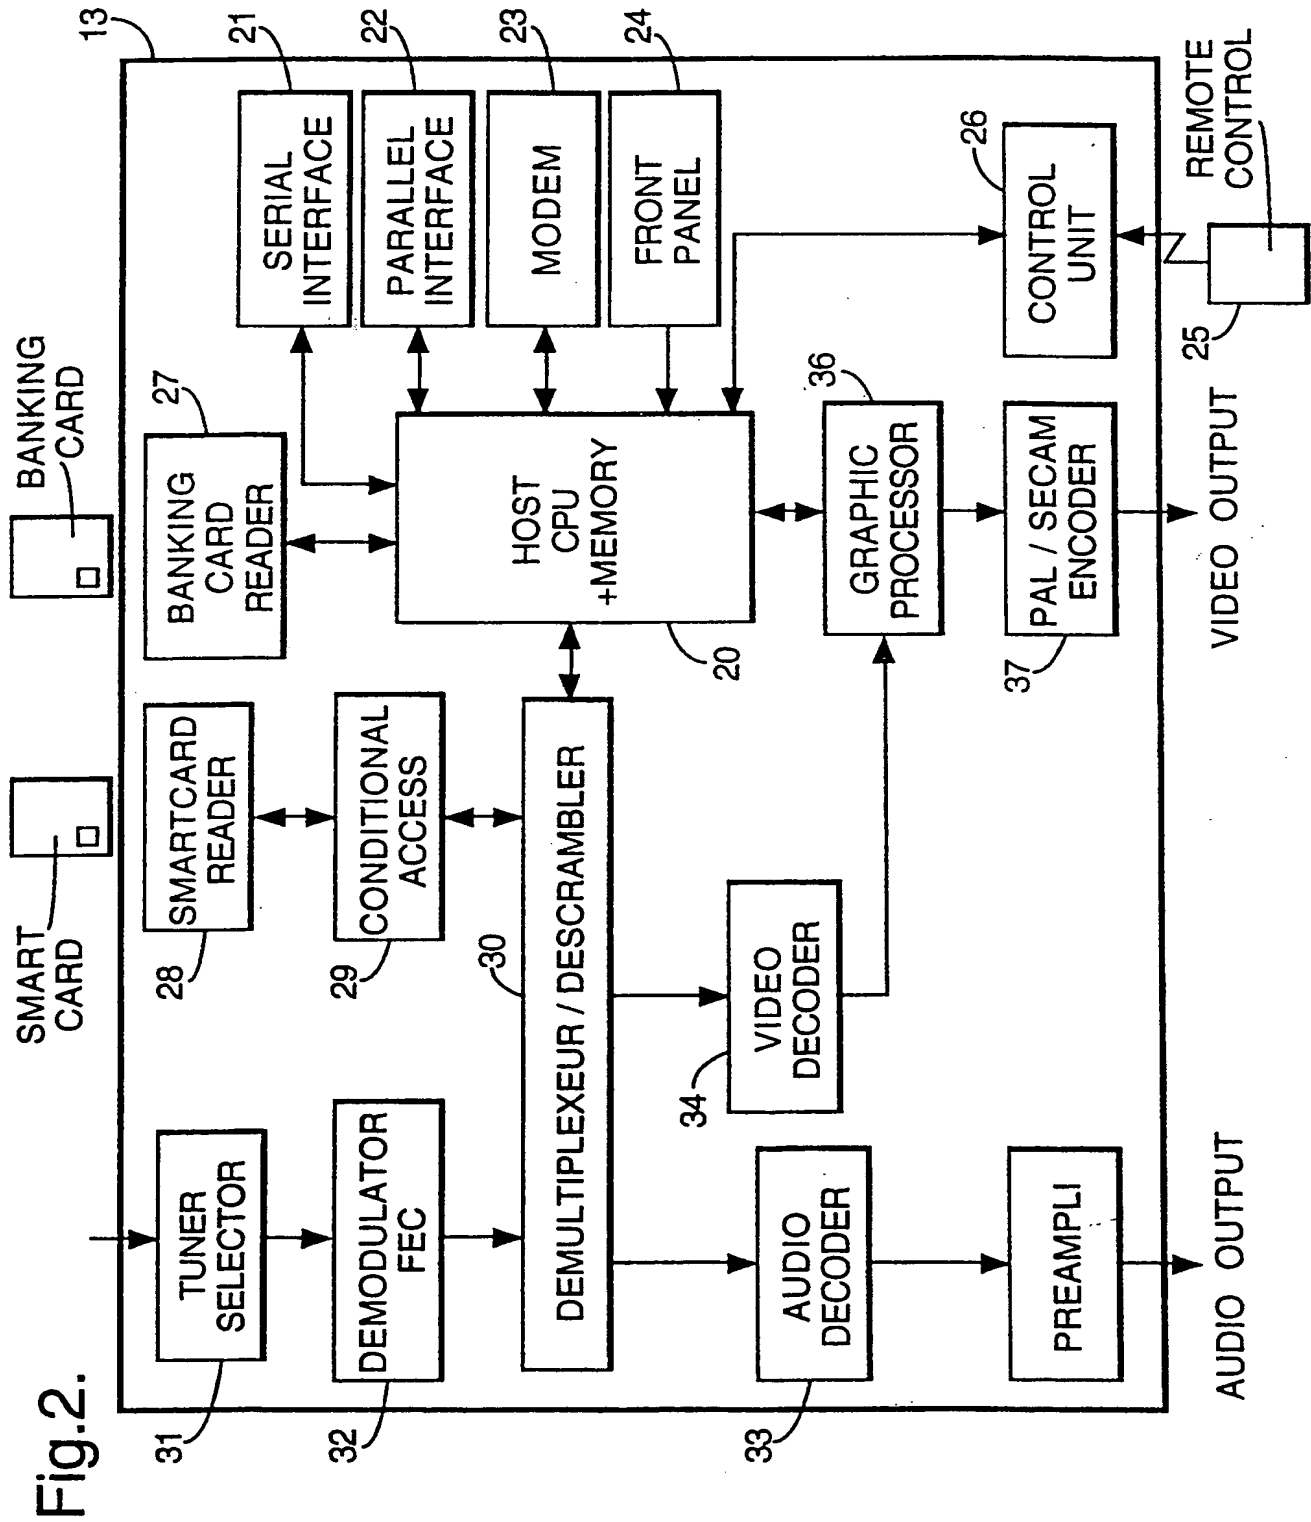 Fig.2.
SMART
CARD
BANKING
CARD
13
31
TUNER
SELECTOR
28
SMARTCARD
READER
BANKING
CARD
READER
27
SERIAL
INTERFACE
21
32
DEMODULATOR
FEC
29
CONDITIONAL
ACCESS
PARALLEL
INTERFACE
22
30
DEMULTIPLEXEUR / DESCRAMBLER
HOST
CPU
+MEMORY
20
MODEM
23
FRONT
PANEL
24
33
AUDIO
DECODER
34
VIDEO
DECODER
GRAPHIC
PROCESSOR
36
PREAMPLI
37
PAL / SECAM
ENCODER
CONTROL
UNIT
26
AUDIO OUTPUT
VIDEO OUTPUT
25
REMOTE
CONTROL